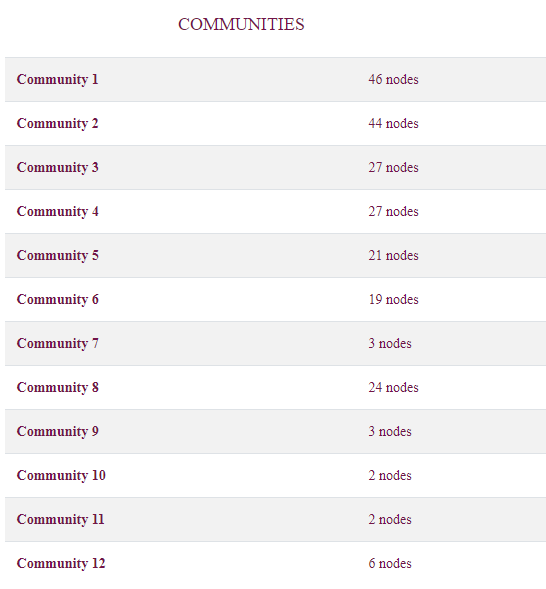 COMMUNITIES
Community 1 46 nodes
Community 2 44 nodes
Community 3 27 nodes
Community 4 27 nodes
Community 5 21 nodes
Community 6 19 nodes
Community 7 3 nodes
Community 8 24 nodes
Community 9 3 nodes
Community 10 2 nodes
Community 11 2 nodes
Community 12 6 nodes